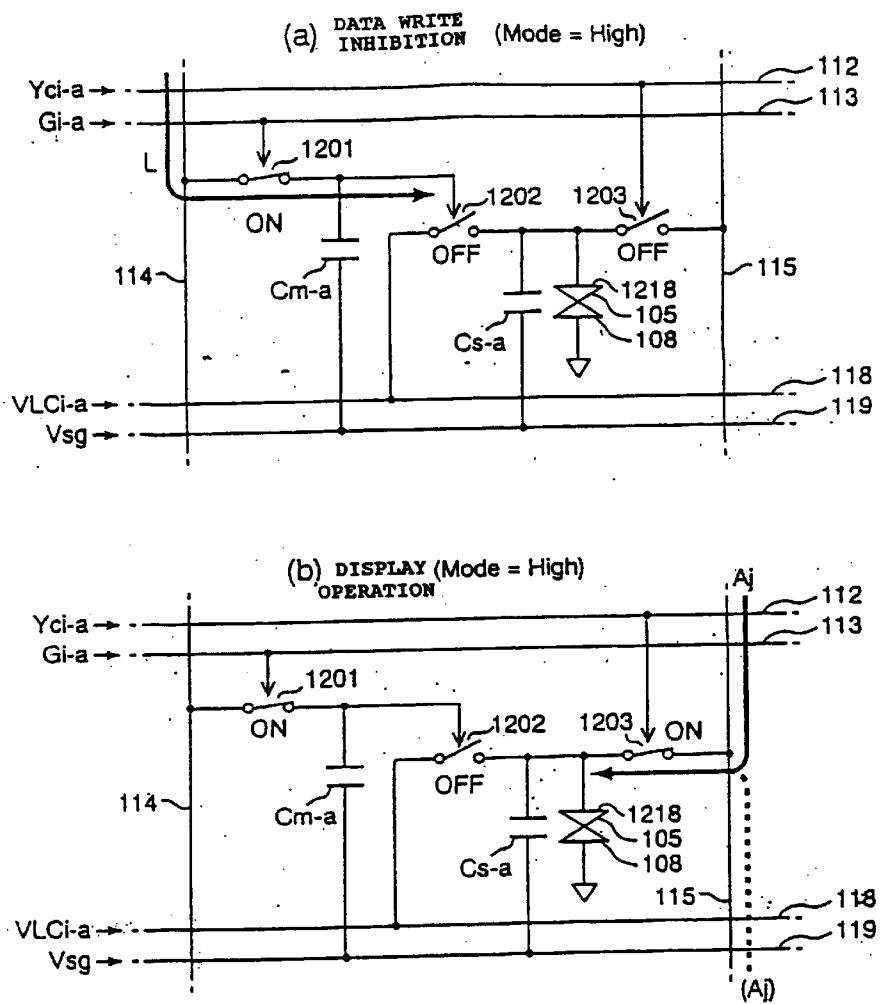 (a) DATA WRITE INHIBITION (Mode = High)
112
Yci-a
113
Gi-a
1201
L
1202
1203
ON
OFF
OFF
114
115
Cm-a
1218
105
Cs-a
108
118
VLCi-a
119
Vsg
(b) DISPLAY OPERATION (Mode = High)
Aj
112
Yci-a
113
Gi-a
1201
1202
1203
ON
ON
OFF
114
Cm-a
1218
105
Cs-a
108
115
118
VLCi-a
119
Vsg
(Aj)